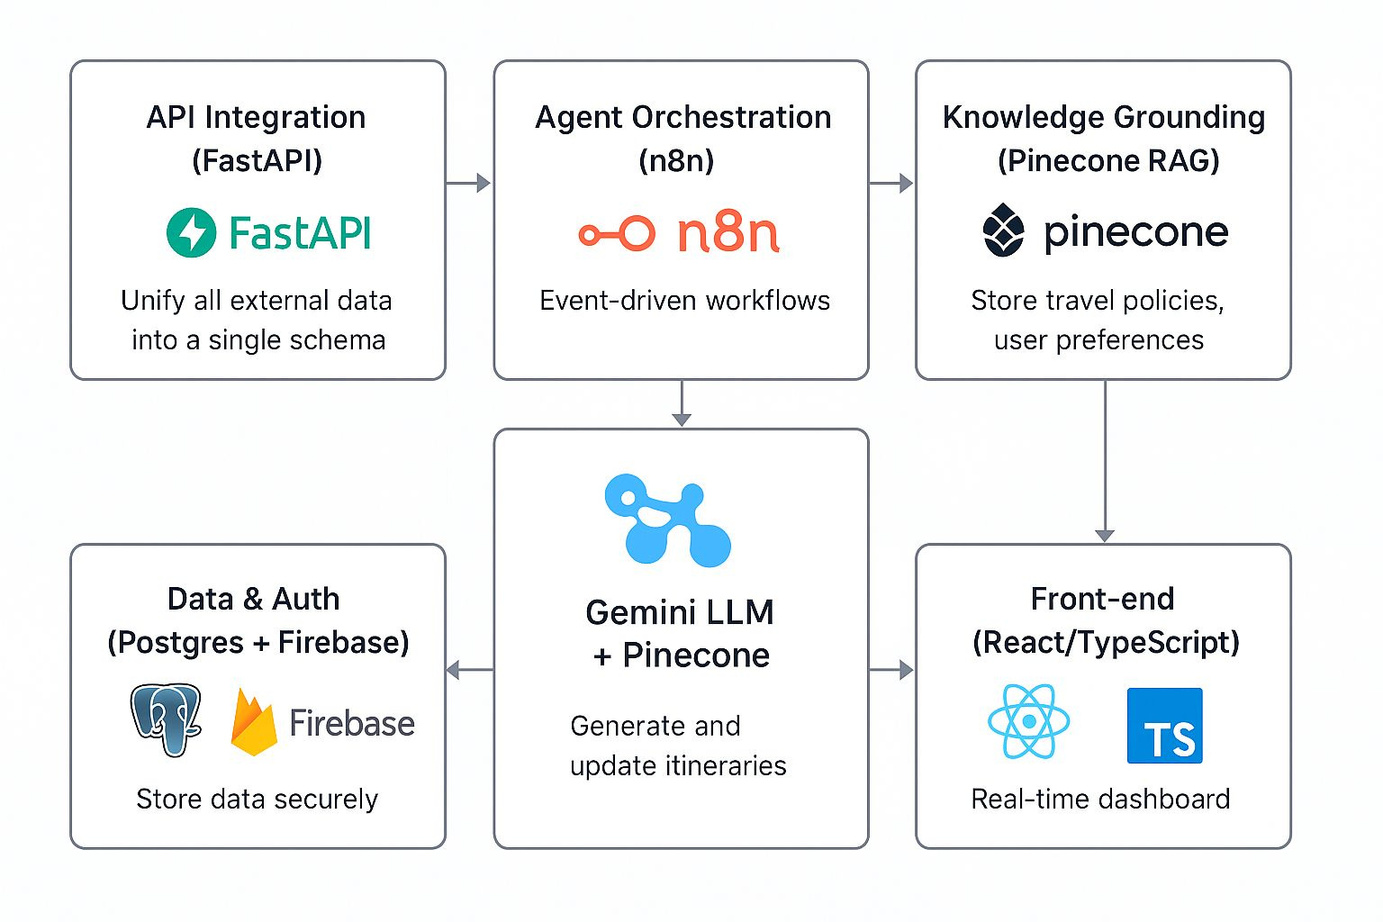 API Integration
(FastAPI)
FastAPI
Unify all external data
into a single schema
Agent Orchestration
(n8n)
n8n
Event-driven workflows
Knowledge Grounding
(Pinecone RAG)
pinecone
Store travel policies,
user preferences
Data & Auth
(Postgres + Firebase)
Firebase
Store data securely
Gemini LLM
+ Pinecone
Generate and
update itineraries
Front-end
(React/TypeScript)
TS
Real-time dashboard